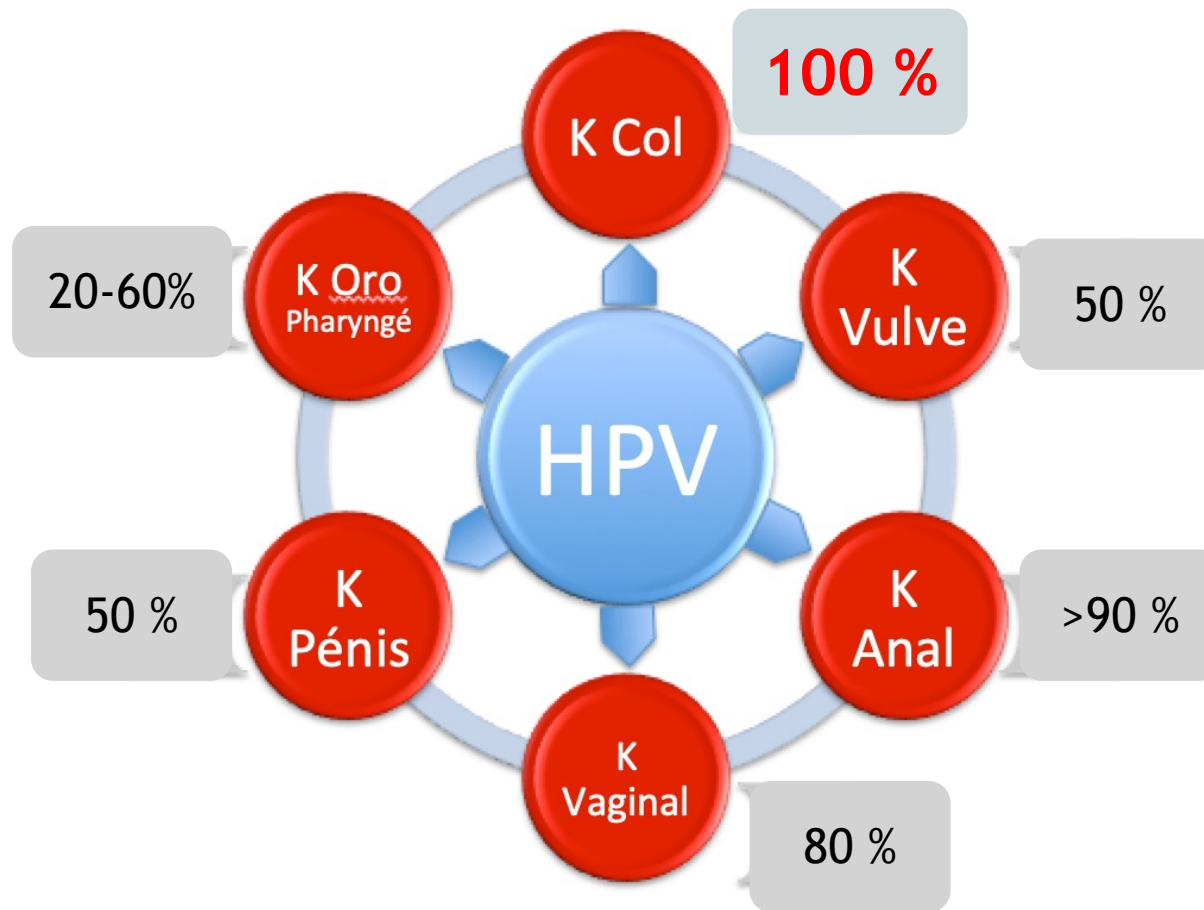 100 %
K Col
20-60%
K Oro
Pharyngé
K
Vulve
50 %
HPV
50 %
K
Pénis
K
Anal
>90 %
K
Vaginal
80 %